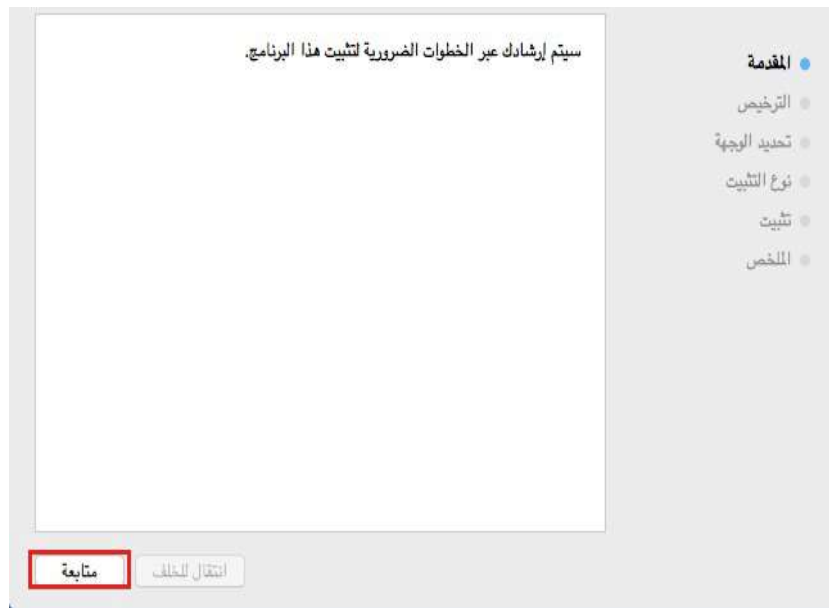 المقدمة
الترخيص
تحديد الوجهة
نوع التثبيت
تثبيت
الملخص
سيتم إرشادك عبر الخطوات الضرورية لتثبيت هذا البرنامج.
انتقال للخلف
متابعة